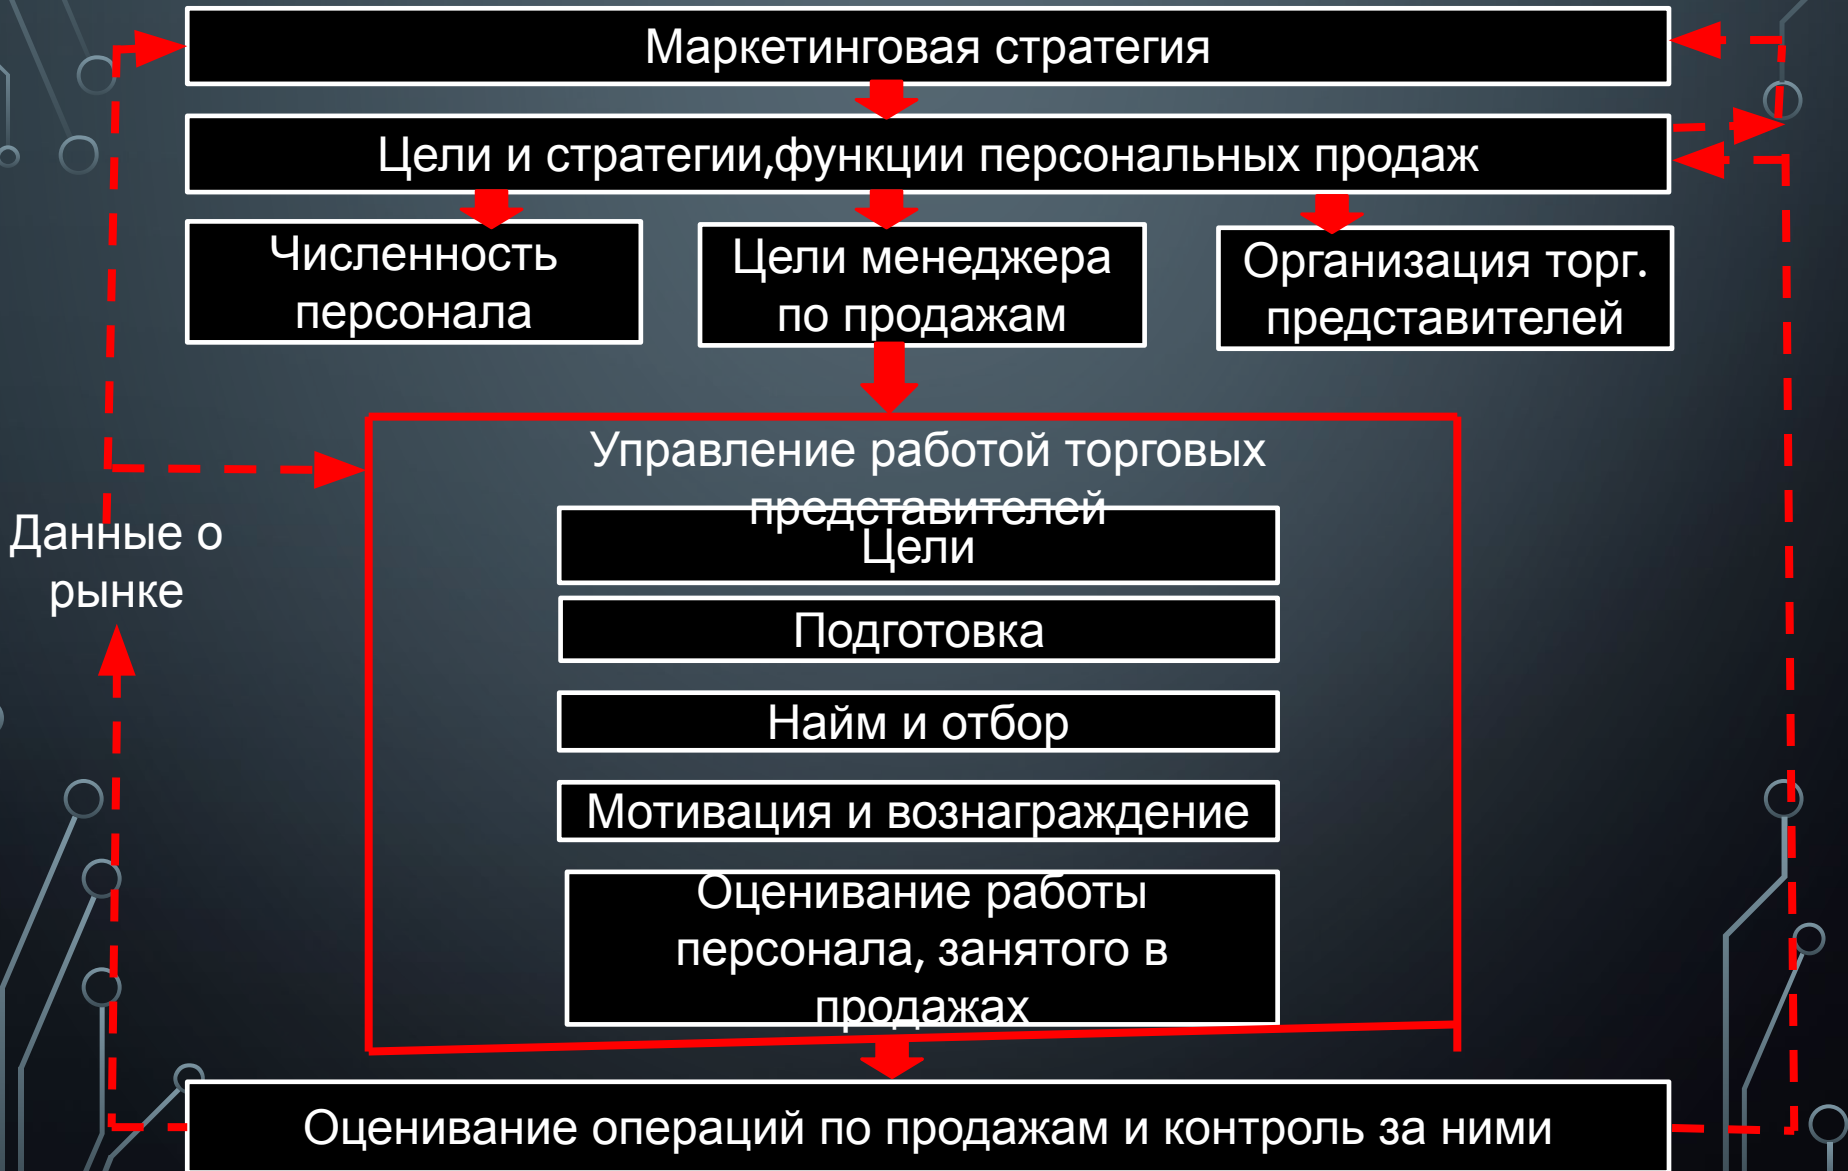 Маркетинговая стратегия
Цели и стратегии,функции персональных продаж
Численность
персонала
Цели менеджера
по продажам
Организация торг.
представителей
Управление работой торговых
представителей
Цели
Данные о
рынке
Подготовка
Найм и отбор
Мотивация и вознаграждение
Оценивание работы
персонала, занятого в
продажах
Оценивание операций по продажам и контроль за ними